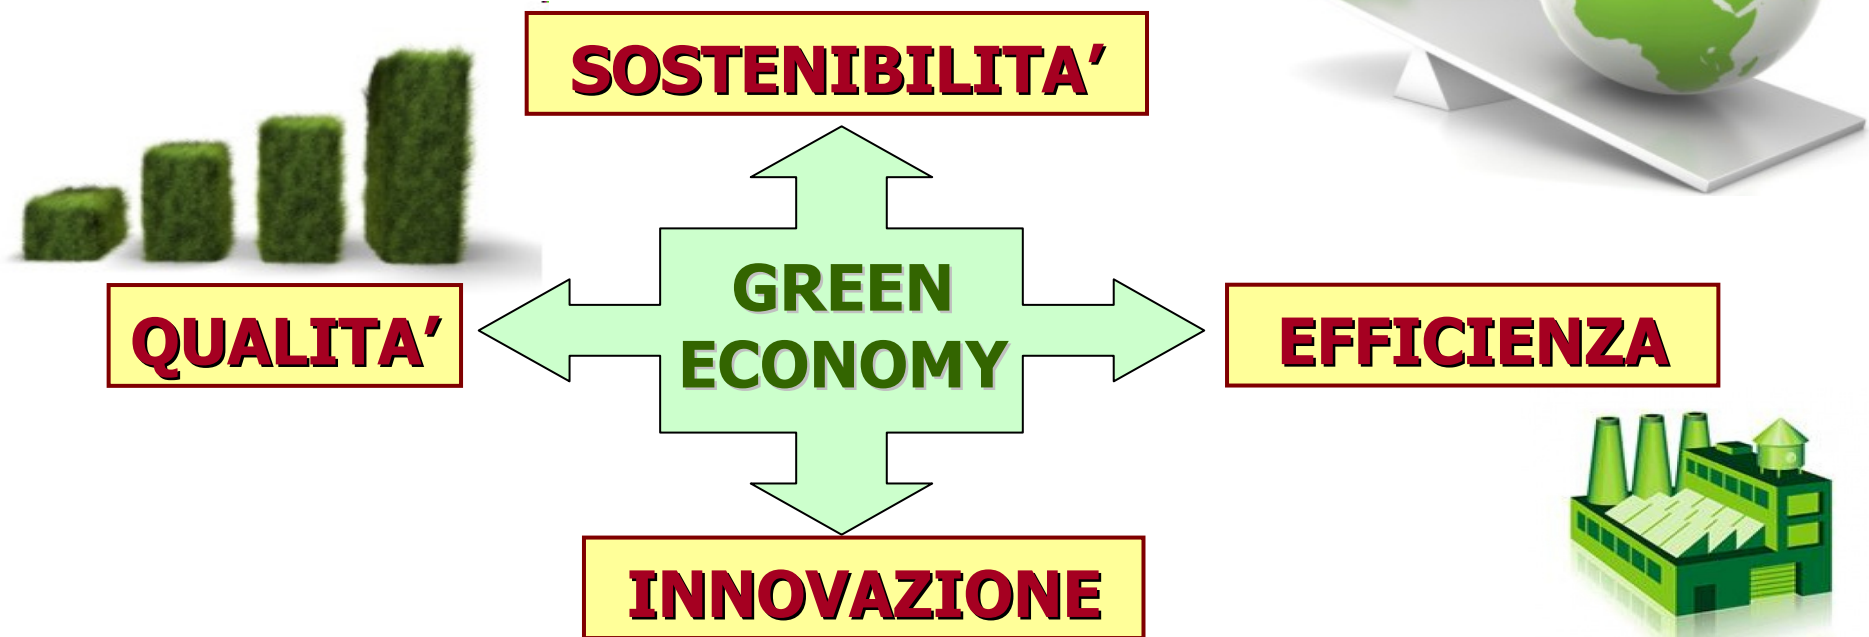 SOSTENIBILITA’
GREEN
ECONOMY
QUALITA’
EFFICIENZA
INNOVAZIONE